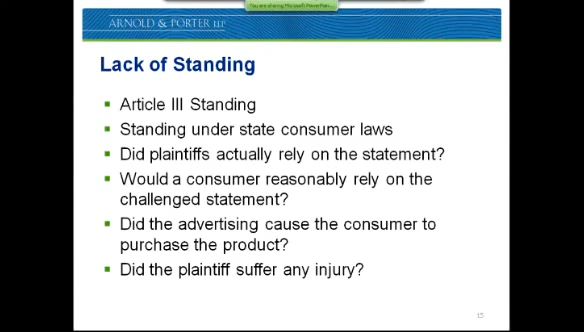 You are sharing Microsoft PowerPoin...
ARNOLD & PORTER LLP
Lack of Standing
Article III Standing
Standing under state consumer laws
Did plaintiffs actually rely on the statement?
Would a consumer reasonably rely on the
challenged statement?
Did the advertising cause the consumer to
purchase the product?
Did the plaintiff suffer any injury?
15